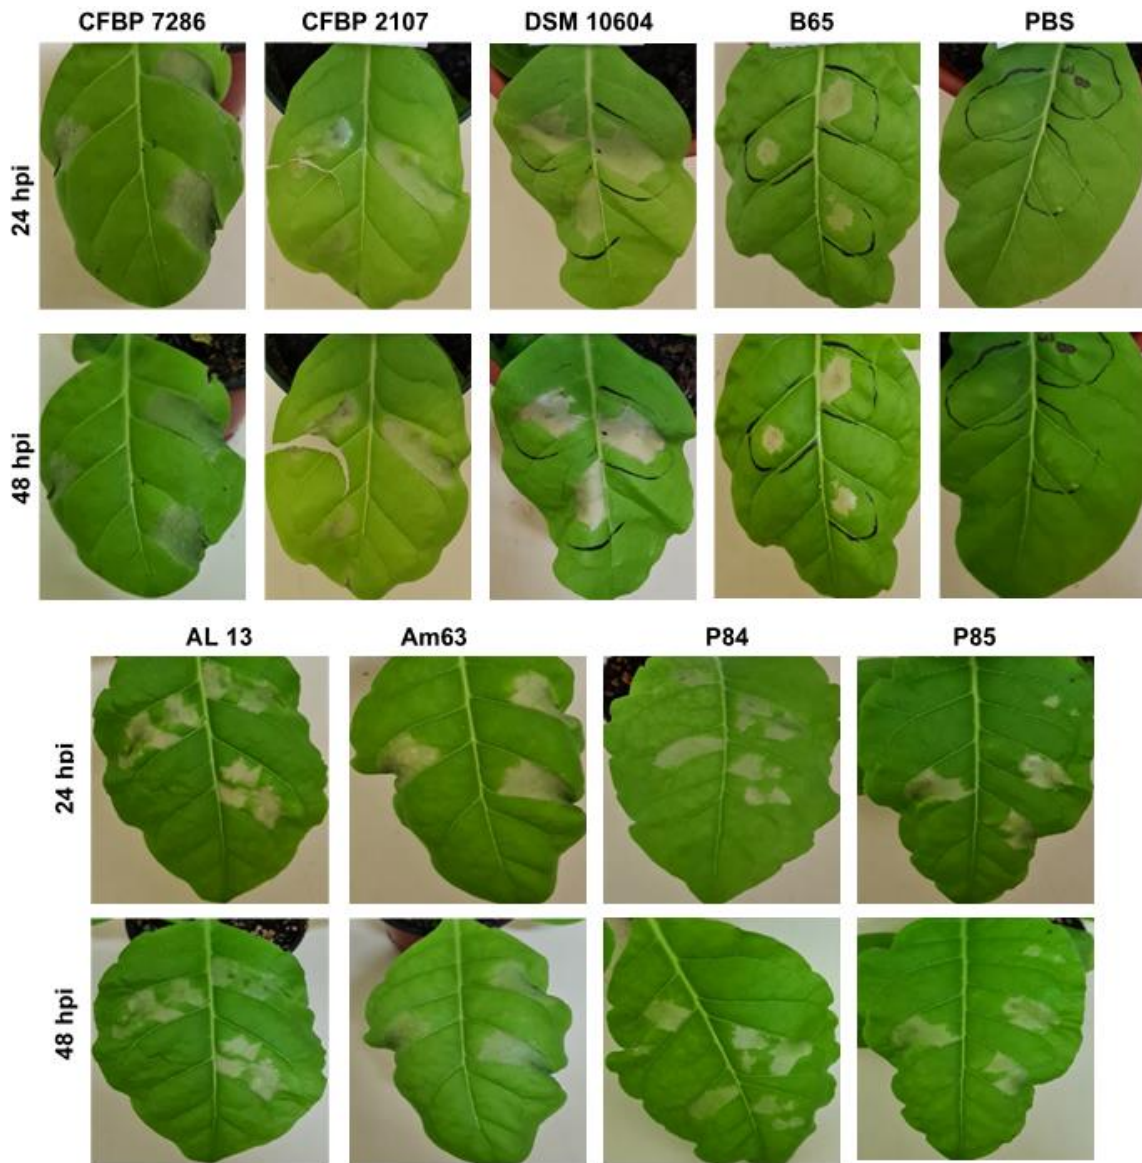 CFBP 7286 CFBP 2107 DSM 10604 B65 PBS
24 hpi
48 hpi
AL 13 Am63 P84 P85
24 hpi
48 hpi